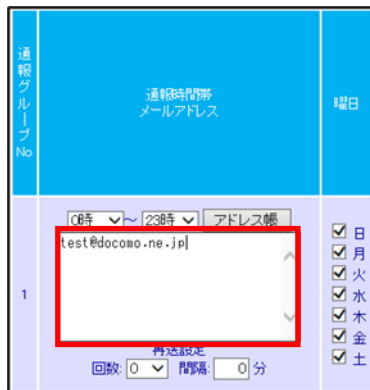 通報グループNo
通報時間帯
メールアドレス
曜日
1
0時 ～ 23時 アドレス帳
test@docomo.ne.jp
再送設定
回数: 0 間隔: 0 分
日
月
火
水
木
金
土